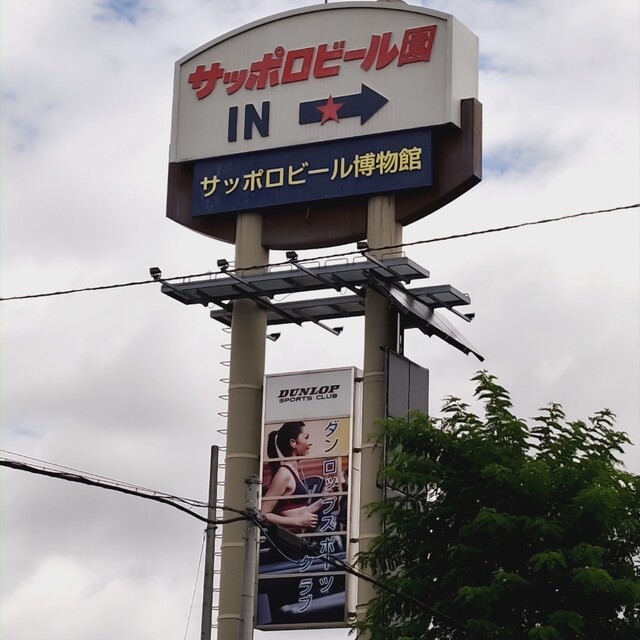 サッポロビール園
IN
サッポロビール博物館
DUNLOP
SPORTS CLUB
ダンロップスポーツクラブ